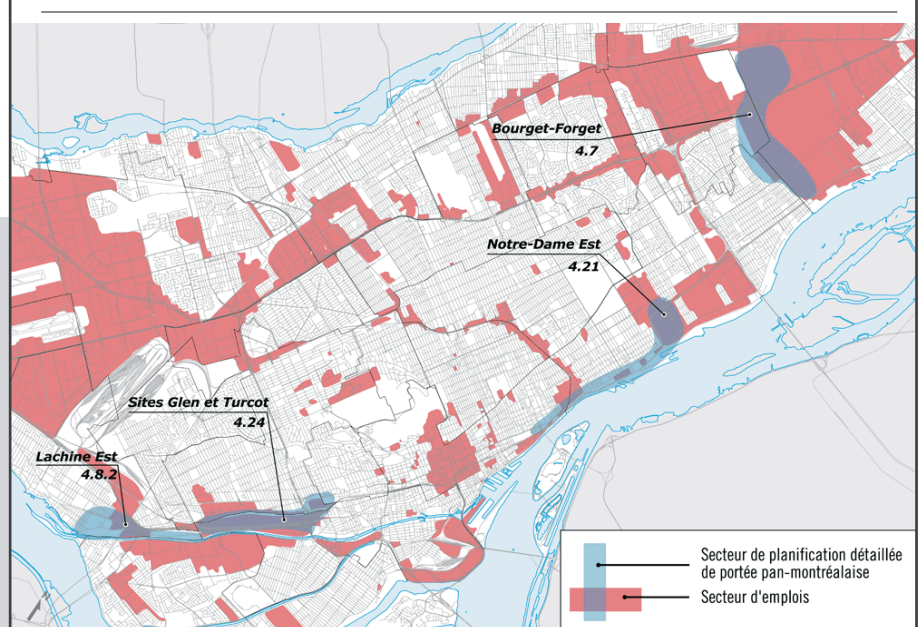 Bourget-Forget
4.7
Notre-Dame Est
4.21
Sites Glen et Turcot
4.24
Lachine Est
4.8.2
Secteur de planification détaillée
de portée pan-montréalaise
Secteur d'emplois